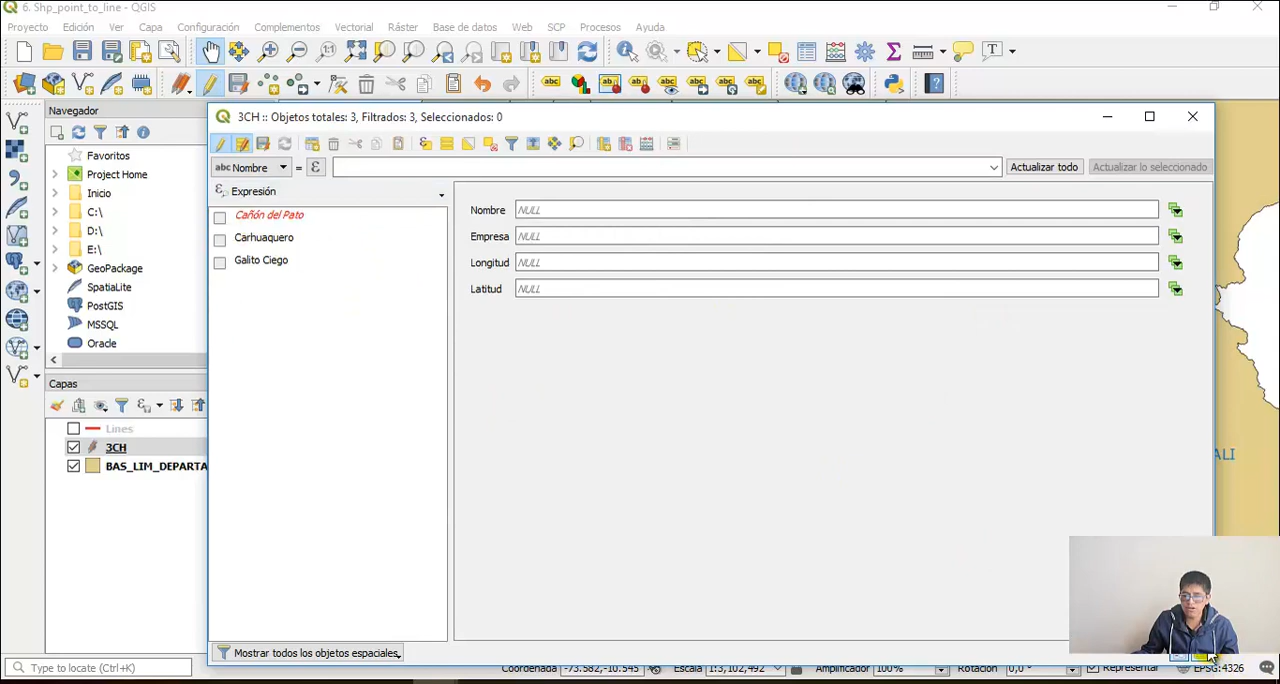 6. Shp_point_to_line - QGIS
Proyecto Edición Ver Capa Configuración Complementos Vectorial Ráster Base de datos Web SCP Procesos Ayuda
Navegador
Favoritos
Project Home
Inicio
C:\
D:\
E:\
GeoPackage
SpatiaLite
PostGIS
MSSQL
Oracle
Capas
Lines
3CH
BAS_LIM_DEPARTA
3CH :: Objetos totales: 3, Filtrados: 3, Seleccionados: 0
abc Nombre = ε Actualizar todo Actualizar lo seleccionado
Expresión
Cañón del Pato
Carhuaquero
Galito Ciego
Nombre NULL
Empresa NULL
Longitud NULL
Latitud NULL
Mostrar todos los objetos espaciales
ALI
Type to locate (Ctrl+K) Coordenada -73.582,-10.545 Escala 1:3,102,492 Amplificador 100% Rotación 0,0 ° Representar EPSG:4326